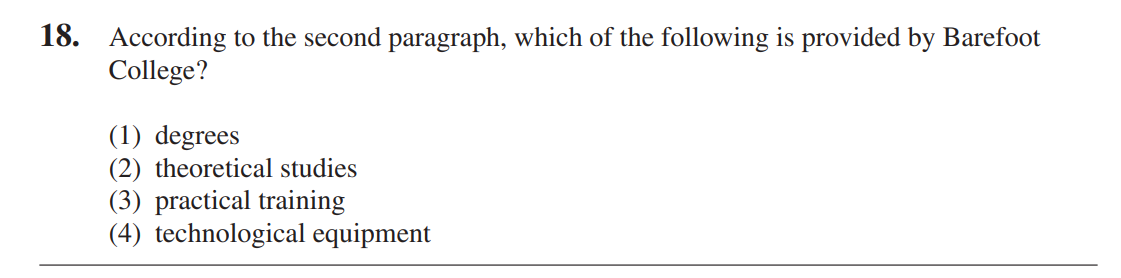 18. According to the second paragraph, which of the following is provided by Barefoot
College?
(1) degrees
(2) theoretical studies
(3) practical training
(4) technological equipment